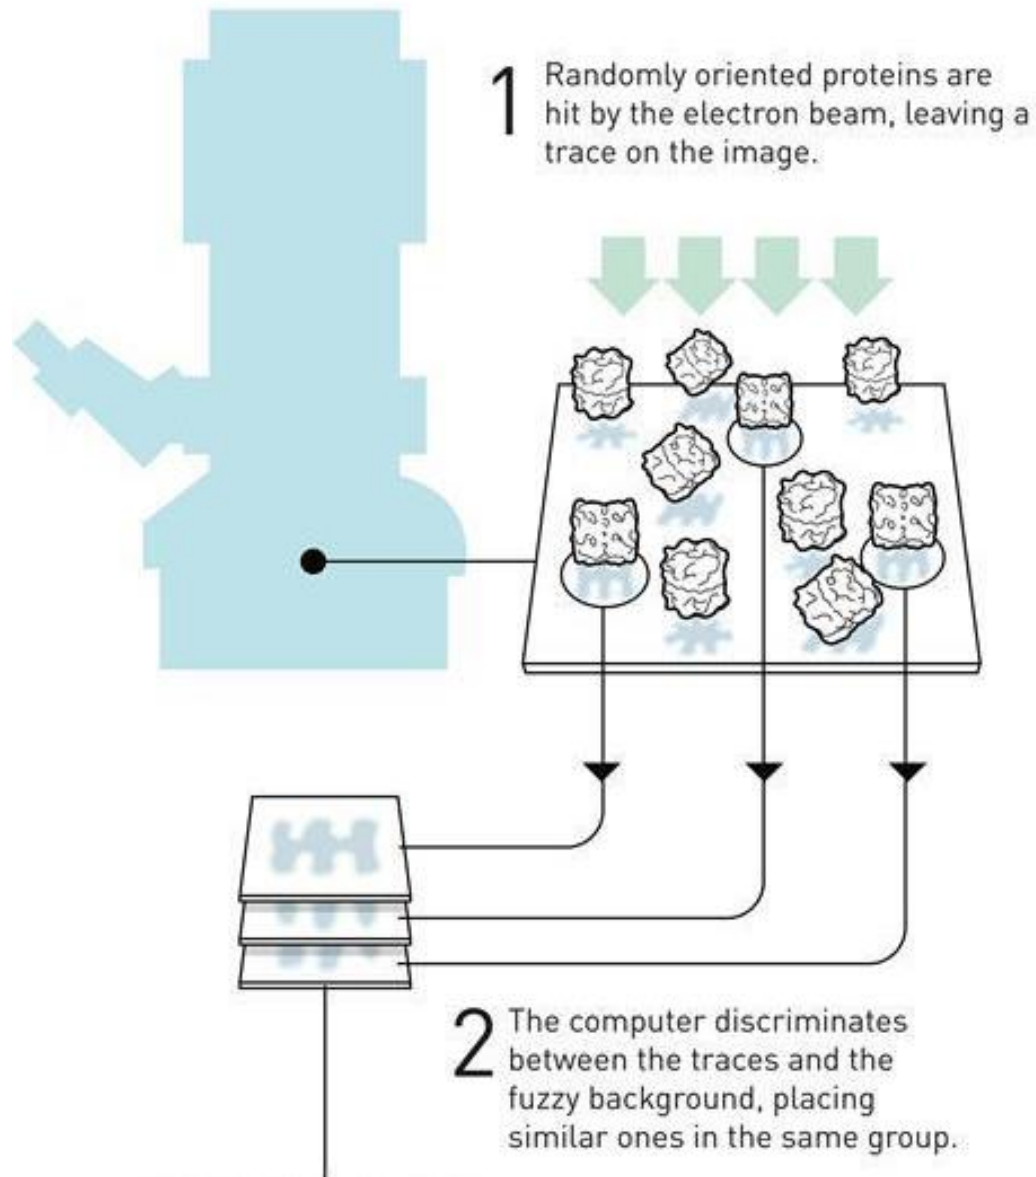 1 Randomly oriented proteins are
hit by the electron beam, leaving a
trace on the image.
2 The computer discriminates
between the traces and the
fuzzy background, placing
similar ones in the same group.